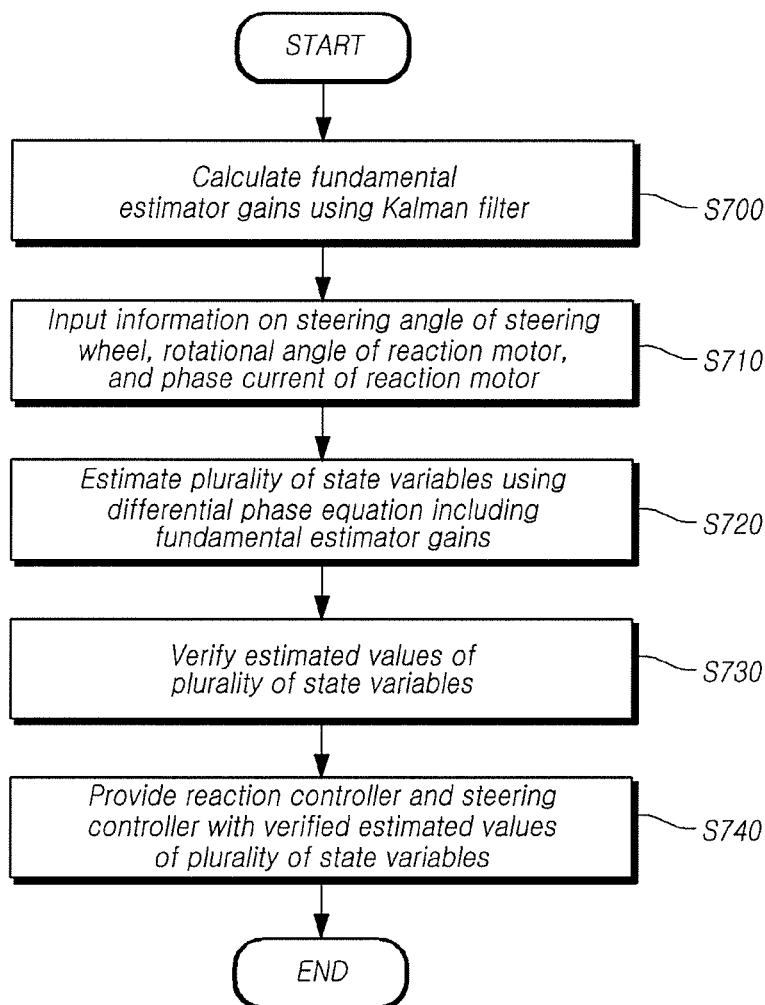 START
Calculate fundamental
estimator gains using Kalman filter
S700
Input information on steering angle of steering
wheel, rotational angle of reaction motor,
and phase current of reaction motor
S710
Estimate plurality of state variables using
differential phase equation including
fundamental estimator gains
S720
Verify estimated values of
plurality of state variables
S730
Provide reaction controller and steering
controller with verified estimated values
of plurality of state variables
S740
END